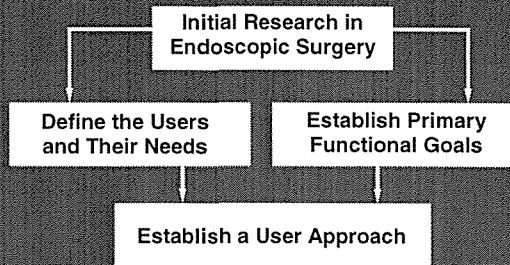 Initial Research in
Endoscopic Surgery
Define the Users
and Their Needs
Establish Primary
Functional Goals
Establish a User Approach